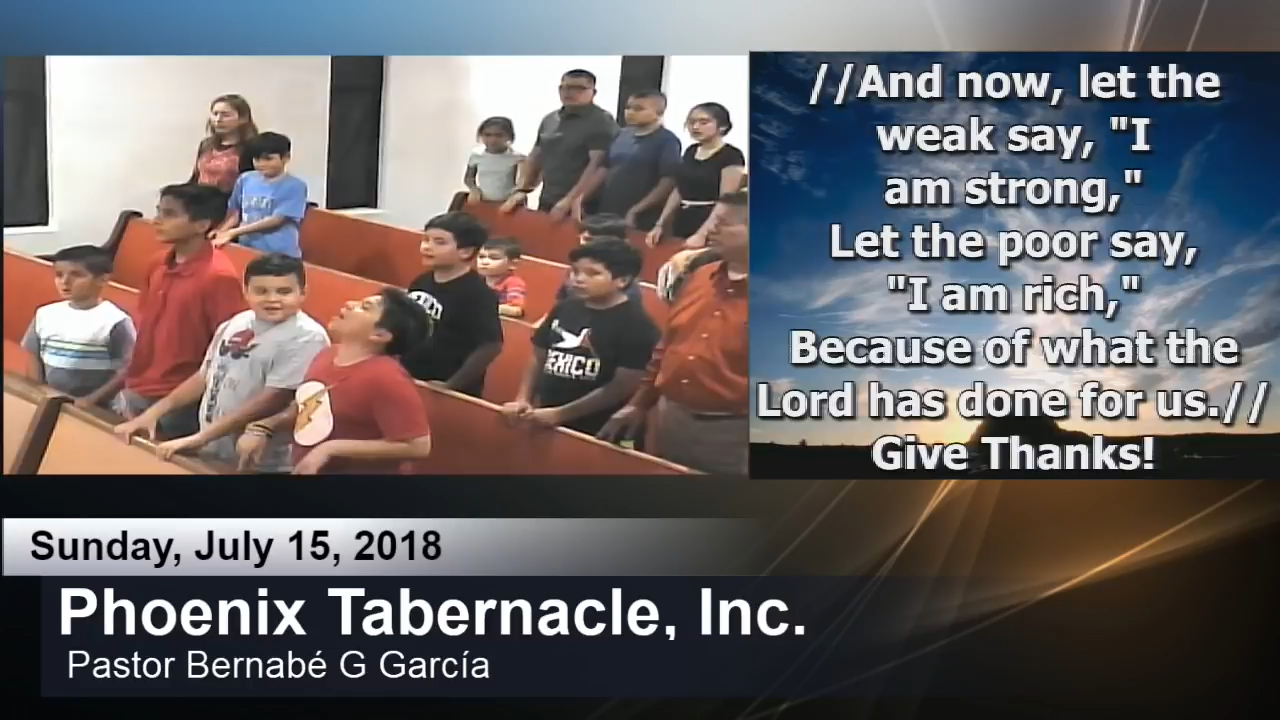 //And now, let the
weak say, "I
am strong,"
Let the poor say,
"I am rich,"
Because of what the
Lord has done for us.//
Give Thanks!
MEXICO
Sunday, July 15, 2018
Phoenix Tabernacle, Inc.
Pastor Bernabé G García